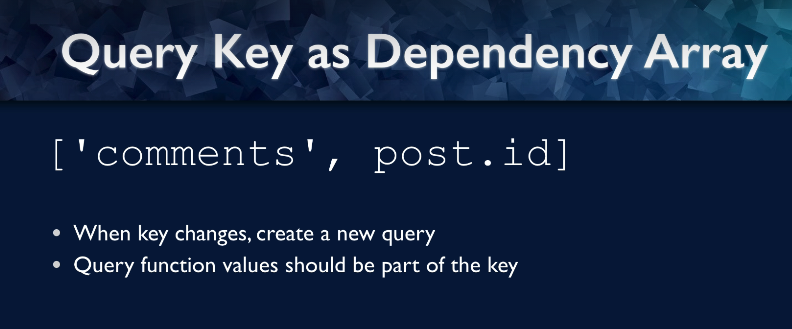 Query Key as Dependency Array
['comments', post.id]
• When key changes, create a new query
• Query function values should be part of the key